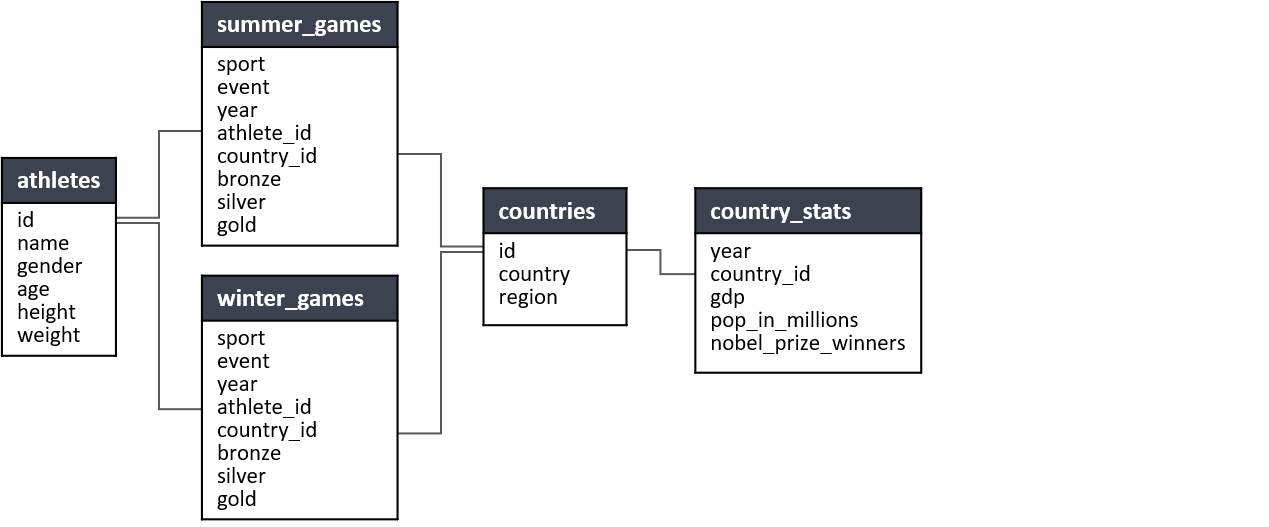 summer_games
sport
event
year
athlete_id
country_id
bronze
silver
gold
athletes
id
name
gender
age
height
weight
winter_games
sport
event
year
athlete_id
country_id
bronze
silver
gold
countries
id
country
region
country_stats
year
country_id
gdp
pop_in_millions
nobel_prize_winners